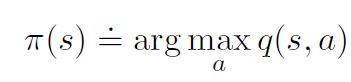 π(s) ≐ arg max_a q(s, a)